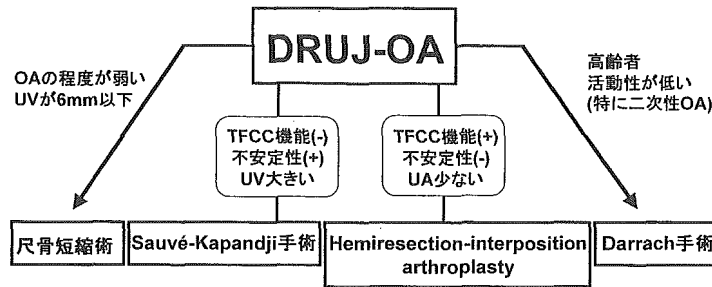 DRUJ-OA
OAの程度が弱い
UVが6mm以下
TFCC機能(-)
不安定性(+)
UV大きい
TFCC機能(+)
不安定性(-)
UA少ない
高齢者
活動性が低い
(特に二次性OA)
尺骨短縮術
Sauvé-Kapandji手術
Hemiresection-interposition
arthroplasty
Darrach手術